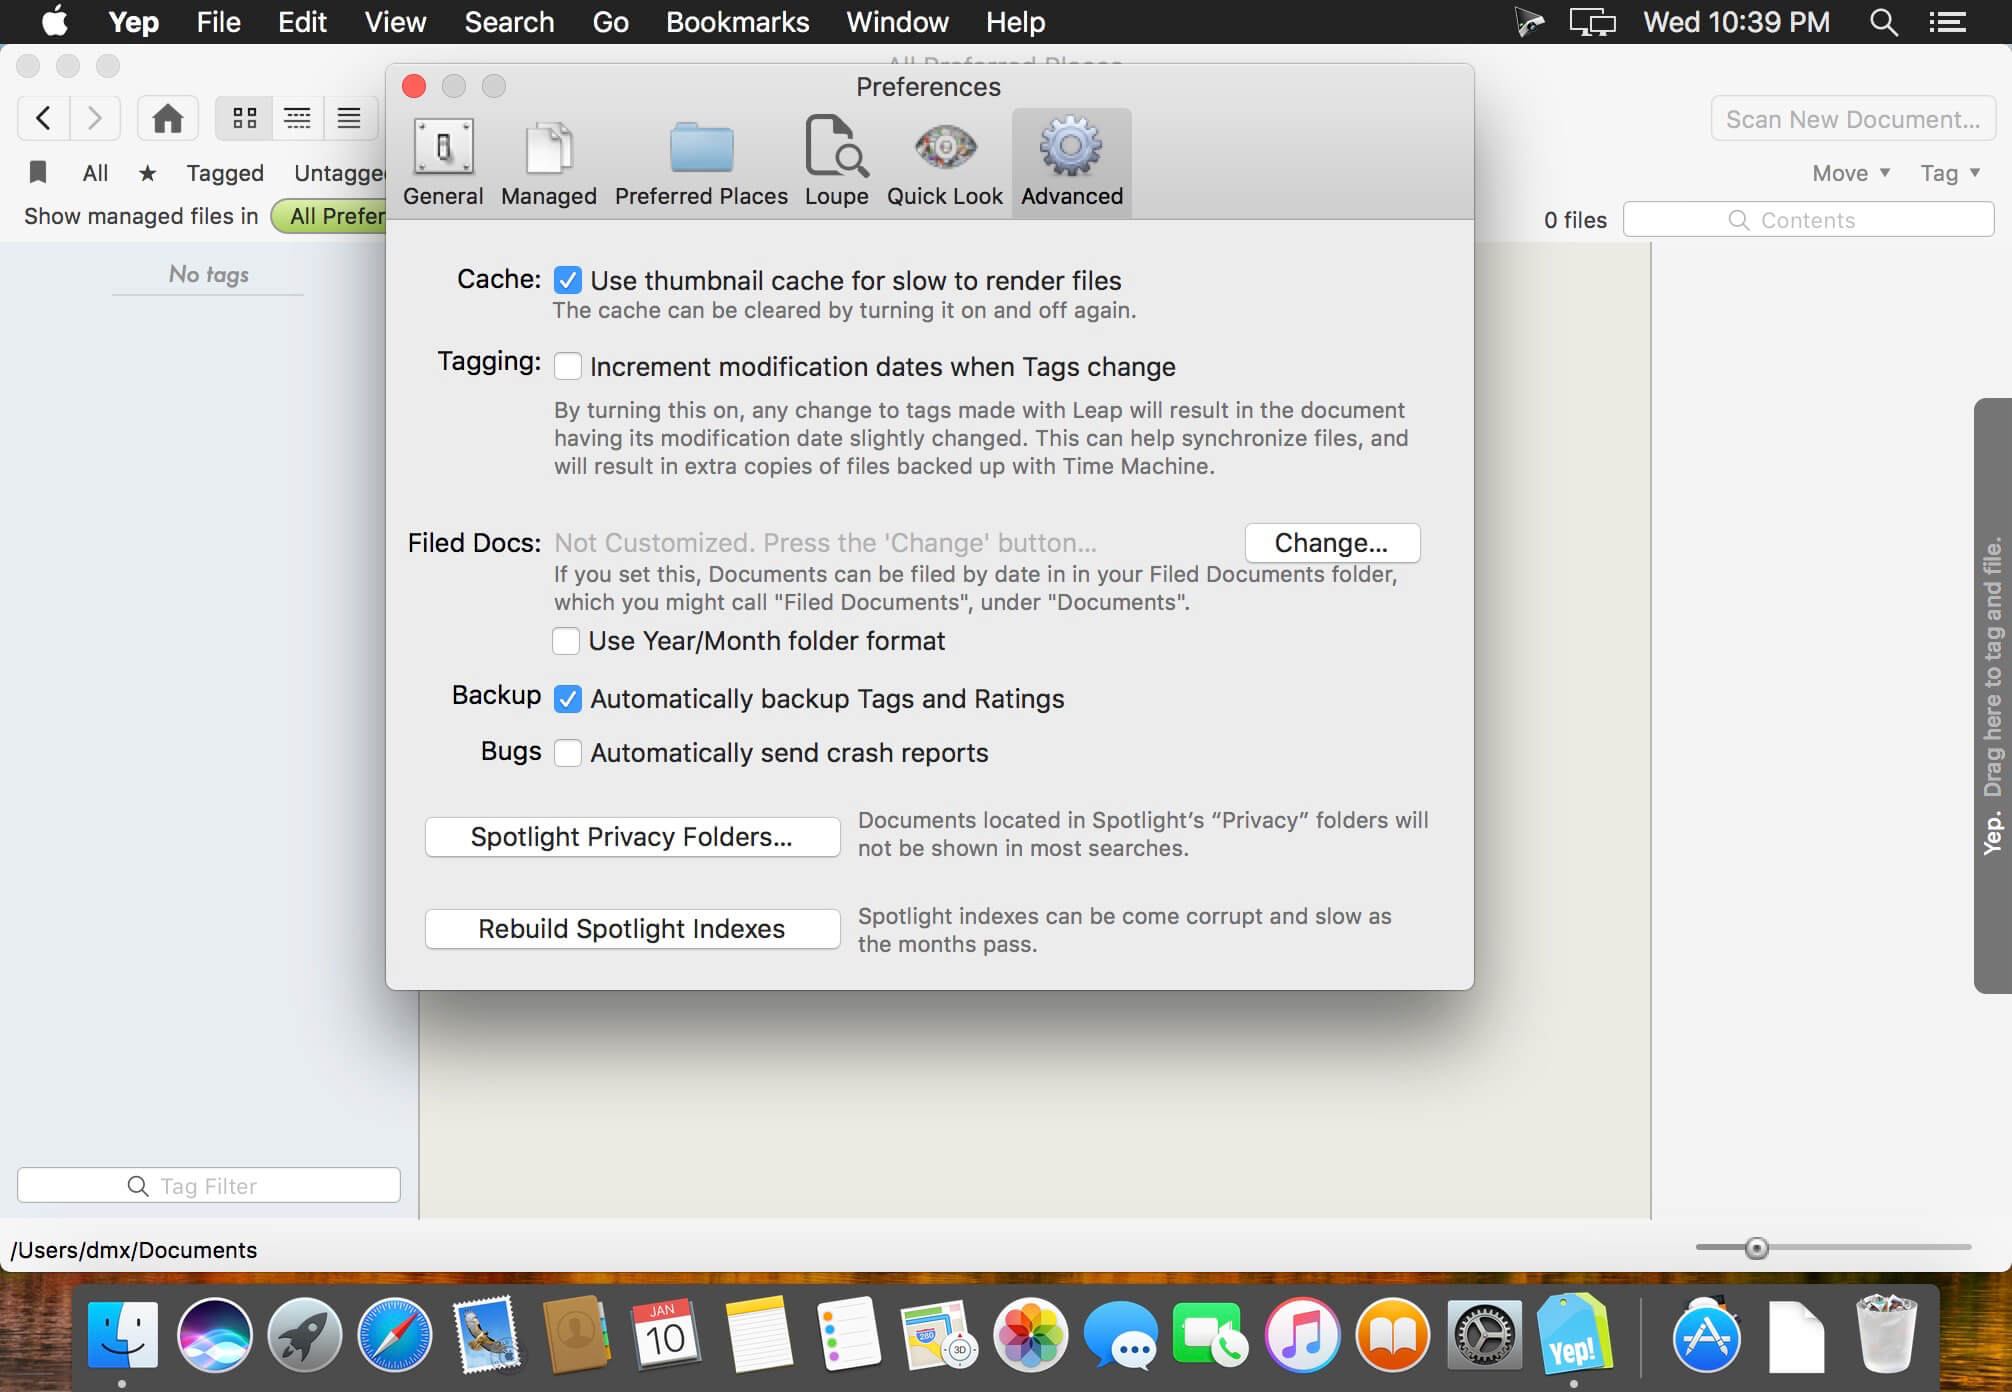 Yep File Edit View Search Go Bookmarks Window Help Wed 10:39 PM
Preferences
Scan New Document...
General Managed Preferred Places Loupe Quick Look Advanced
All ★ Tagged Untagged
Move ▼ Tag ▼
Show managed files in All Prefer
0 files Contents
No tags
Cache: Use thumbnail cache for slow to render files
The cache can be cleared by turning it on and off again.
Tagging: Increment modification dates when Tags change
By turning this on, any change to tags made with Leap will result in the document
having its modification date slightly changed. This can help synchronize files, and
will result in extra copies of files backed up with Time Machine.
Filed Docs: Not Customized. Press the 'Change' button... Change...
If you set this, Documents can be filed by date in in your Filed Documents folder,
which you might call "Filed Documents", under "Documents".
Use Year/Month folder format
Backup Automatically backup Tags and Ratings
Bugs Automatically send crash reports
Spotlight Privacy Folders...
Documents located in Spotlight’s “Privacy” folders will
not be shown in most searches.
Rebuild Spotlight Indexes
Spotlight indexes can be come corrupt and slow as
the months pass.
Yep. Drag here to tag and file.
Tag Filter
/Users/dmx/Documents
JAN
10
280
3D
Yep!